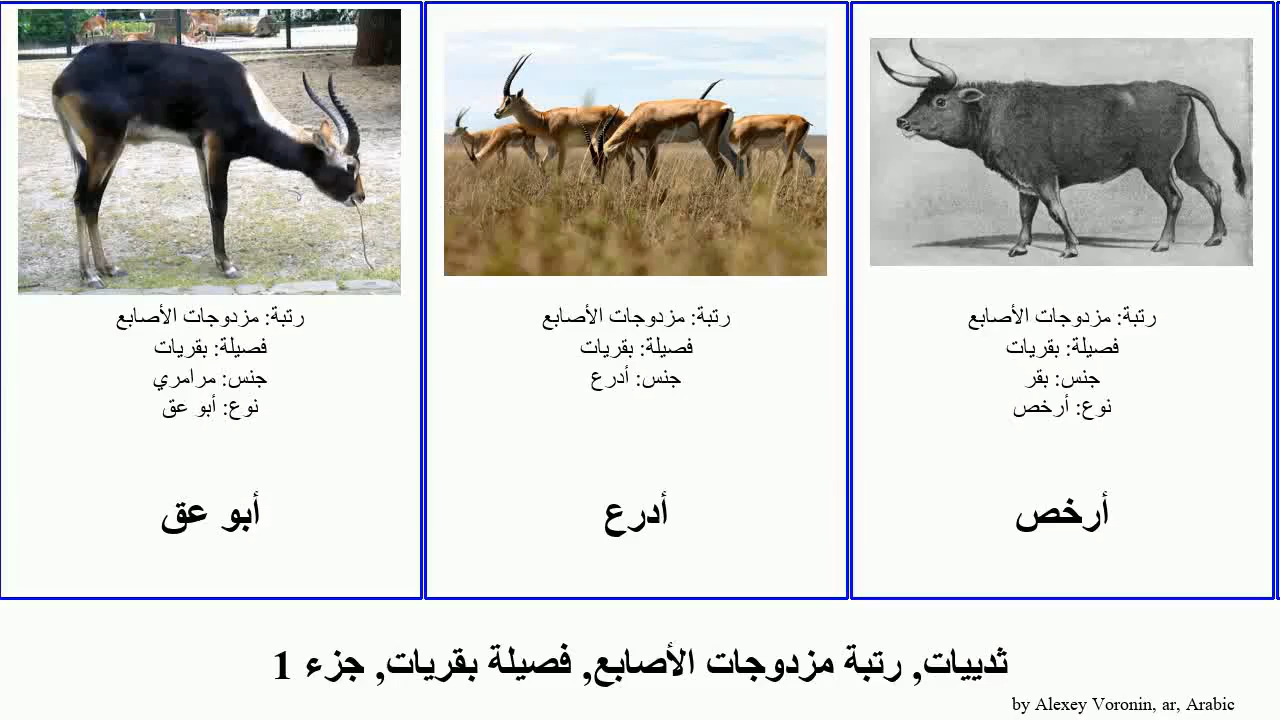 رتبة: مزدوجات الأصابع
فصيلة: بقريات
جنس: بقر
نوع: أرخص
أرخص
رتبة: مزدوجات الأصابع
فصيلة: بقريات
جنس: أدرع
أدرع
رتبة: مزدوجات الأصابع
فصيلة: بقريات
جنس: مرامري
نوع: أبو عق
أبو عق
ثدييات, رتبة مزدوجات الأصابع, فصيلة بقريات, جزء 1
by Alexey Voronin, ar, Arabic